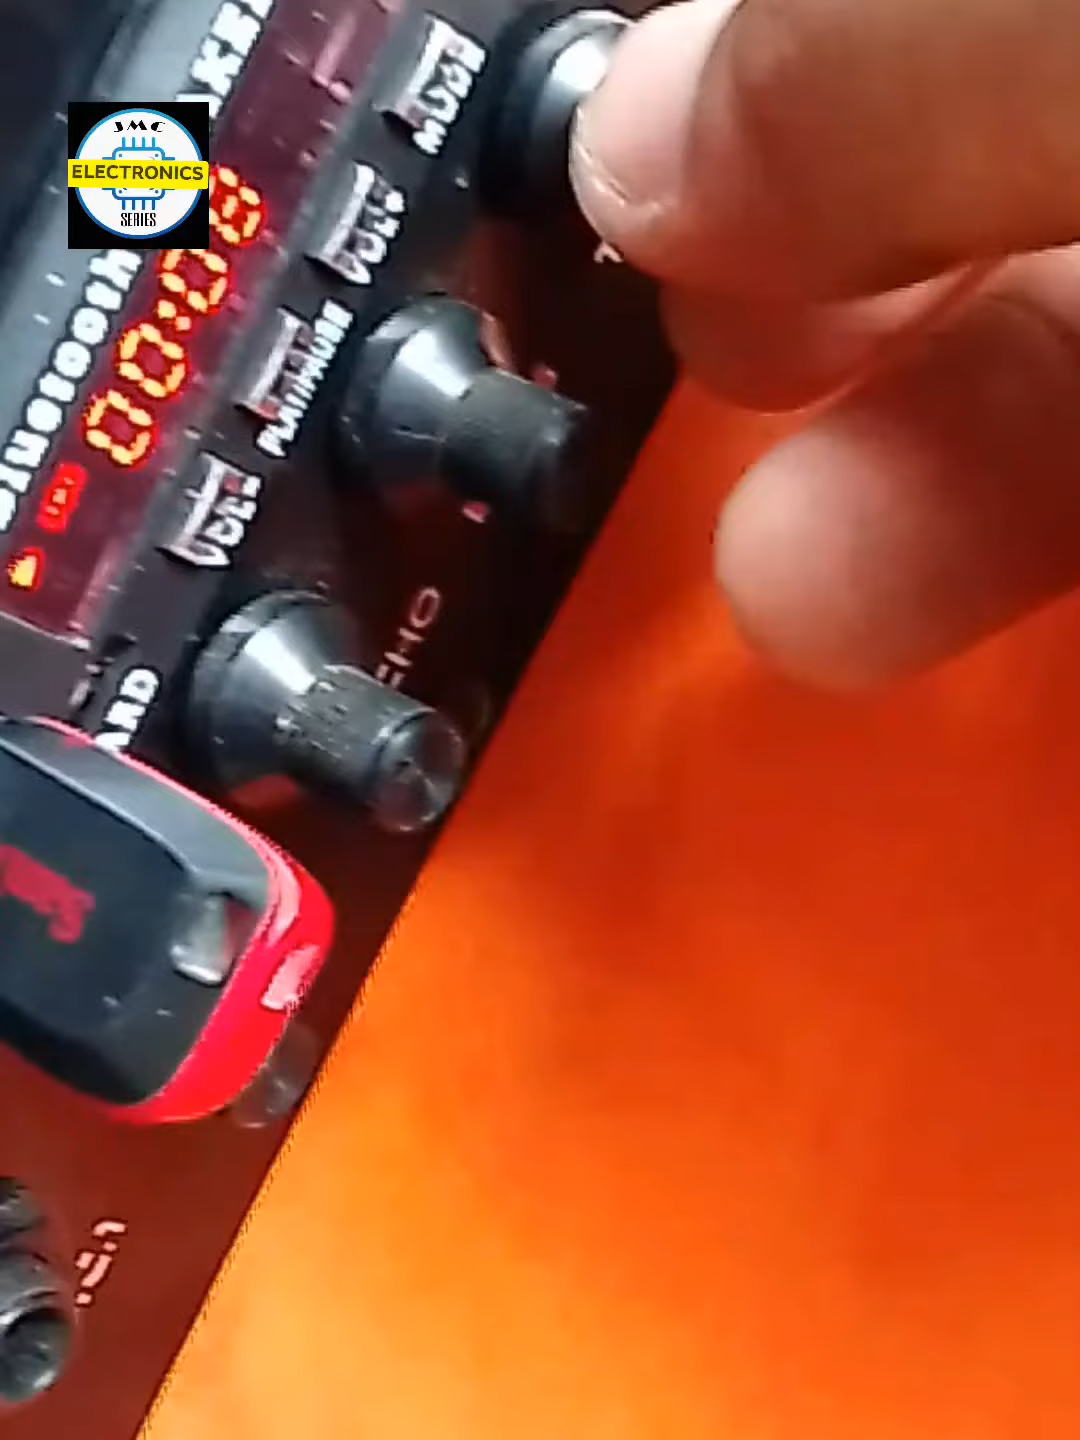 JMC
ELECTRONICS
SERIES
Bluetooth
00:08
MODE
VOL+
PLAY/PAUSE
VOL-
ECHO